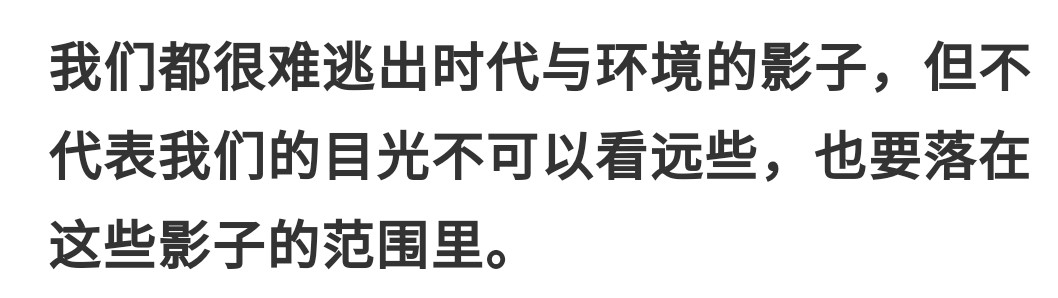 我们都很难逃出时代与环境的影子，但不
代表我们的目光不可以看远些，也要落在
这些影子的范围里。